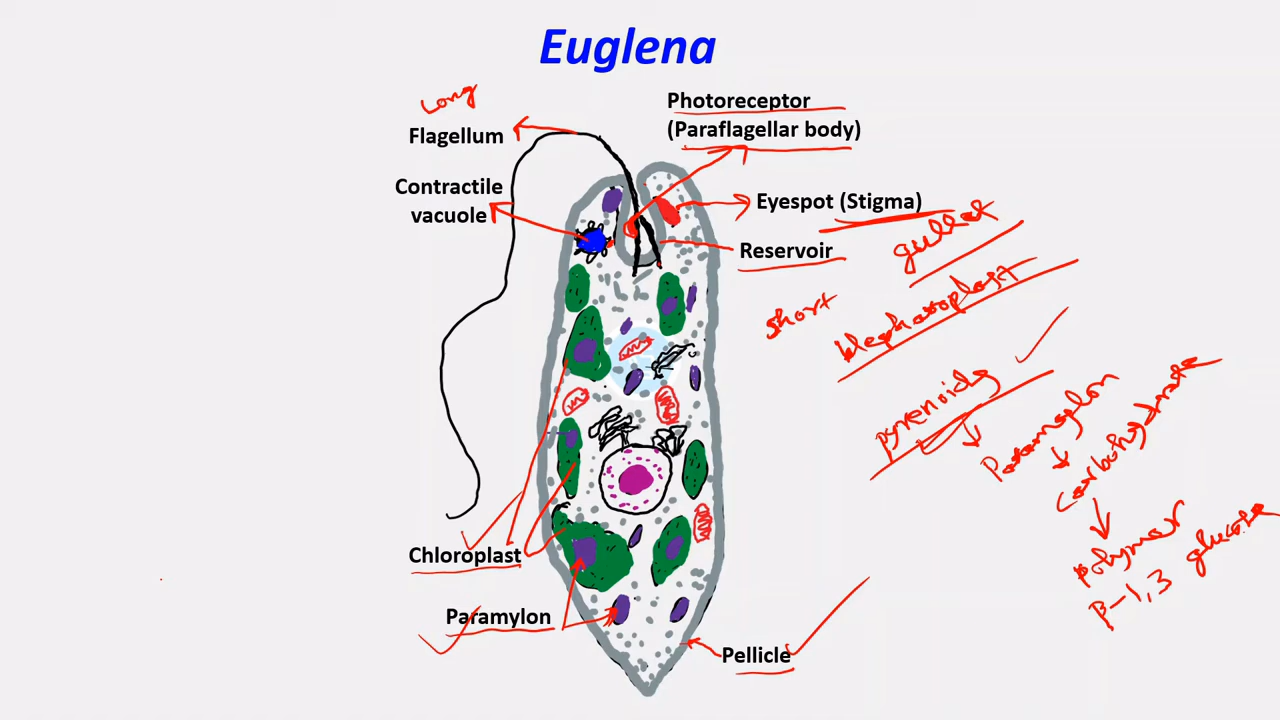 Euglena
Long
Flagellum
Contractile
vacuole
Photoreceptor
(Paraflagellar body)
Eyespot (Stigma)
Reservoir
gullet
short
blepharoplast
pyrenoids
Paramylon
carbohydrate
polymer
β-1,3 glucose
Chloroplast
Paramylon
Pellicle